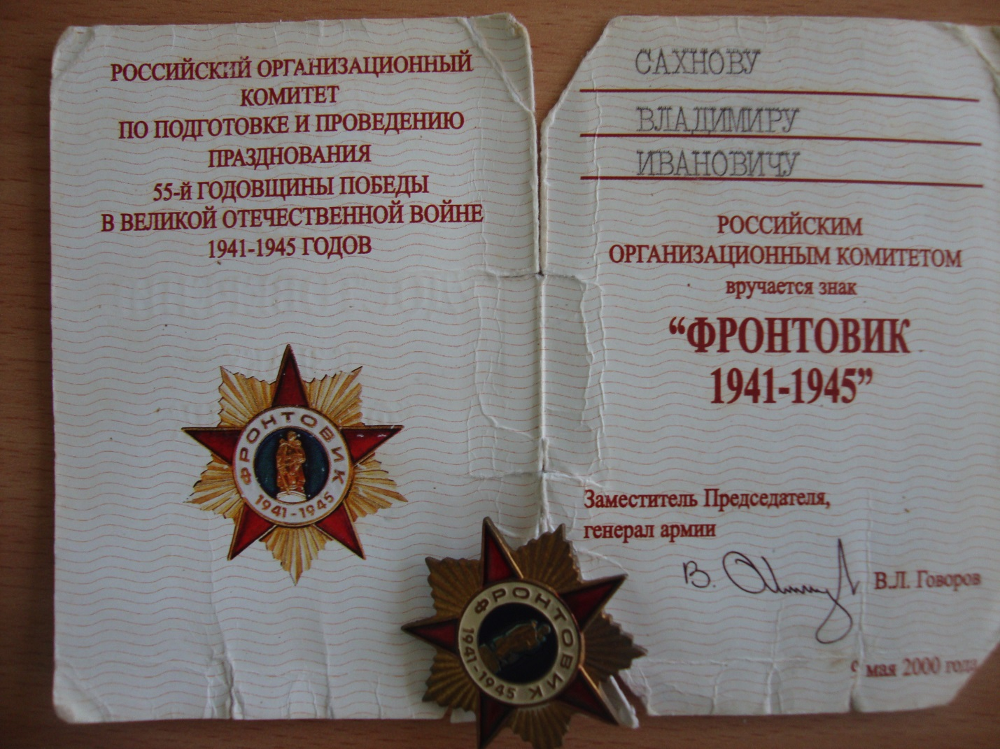 РОССИЙСКИЙ ОРГАНИЗАЦИОННЫЙ
КОМИТЕТ
ПО ПОДГОТОВКЕ И ПРОВЕДЕНИЮ
ПРАЗДНОВАНИЯ
55-й ГОДОВЩИНЫ ПОБЕДЫ
В ВЕЛИКОЙ ОТЕЧЕСТВЕННОЙ ВОЙНЕ
1941-1945 ГОДОВ
ФРОНТОВИК
1941-1945
САХНОВУ
ВЛАДИМИРУ
ИВАНОВИЧУ
РОССИЙСКИМ
ОРГАНИЗАЦИОННЫМ КОМИТЕТОМ
вручается знак
“ФРОНТОВИК
1941-1945”
Заместитель Председателя,
генерал армии
В.Л. Говоров
9 мая 2000 года
ФРОНТОВИК
1941-1945